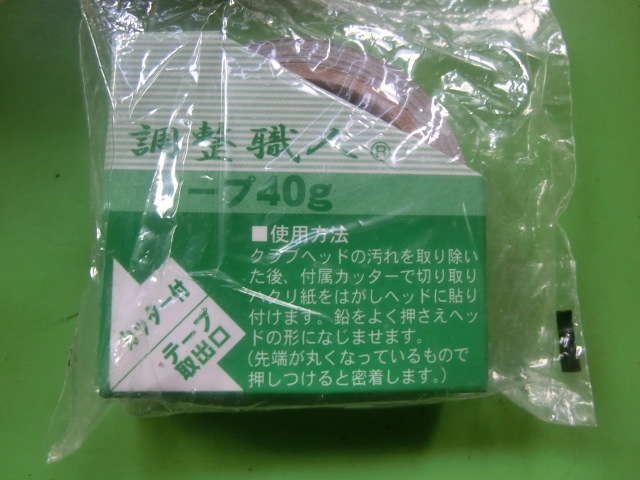 調整職人®
テープ40g
■使用方法
クラブヘッドの汚れを取り除い
た後、付属カッターで切り取り
ハクリ紙をはがしヘッドに貼り
付けます。鉛をよく押さえヘッ
ドの形になじませます。
(先端が丸くなっているもので
押しつけると密着します。)
カッター付
テープ
取出口